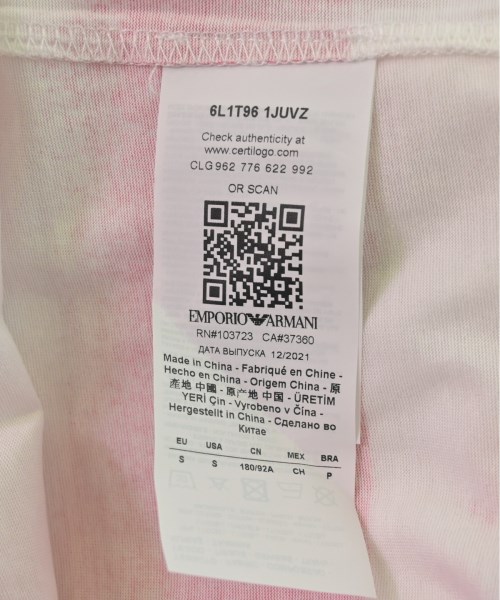 6L1T96 1JUVZ
Check authenticity at
www.certilogo.com
CLG 962 776 622 992
OR SCAN
EMPORIO ARMANI
RN#103723 CA#37360
ДАТА ВЫПУСКА 12/2021
Made in China - Fabriqué en Chine -
Hecho en China - Origem China - 原
產地 中國 - 原产地 中国 - ÜRETİM
YERİ Çin - Vyrobeno v Čína -
Hergestellt in China - Сделано во
Китае
EU USA CN MEX BRA
S S 180/92A CH P